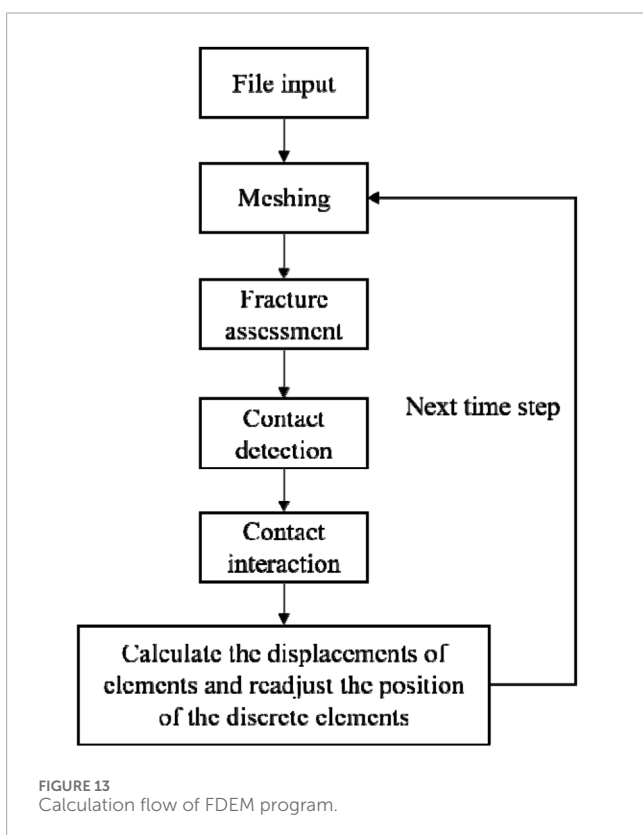 File input
Meshing
Fracture
assessment
Contact
detection
Next time step
Contact
interaction
Calculate the displacements of
elements and readjust the position
of the discrete elements
FIGURE 13
Calculation flow of FDEM program.